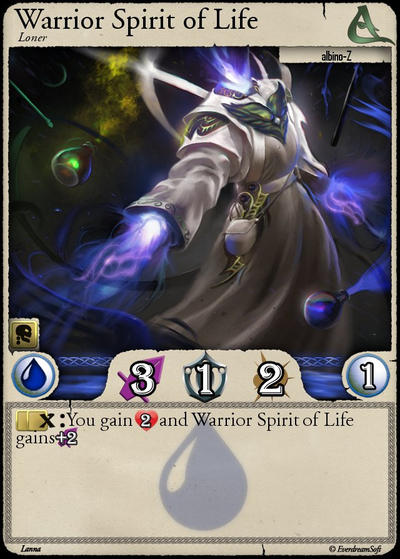 Warrior Spirit of Life
Loner
albino-Z
3 1 2 1
X :You gain 2 and Warrior Spirit of Life
gains +2
Lanna
© EverdreamSoft